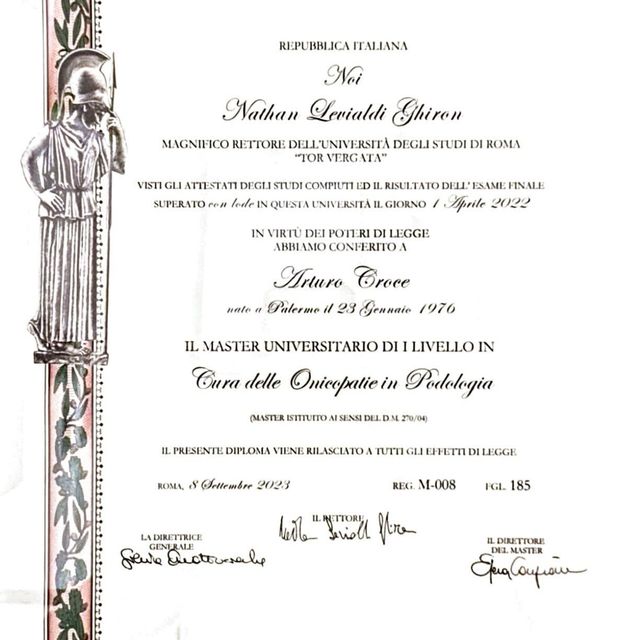 REPUBBLICA ITALIANA
Noi
Nathan Levialdi Ghiron
MAGNIFICO RETTORE DELL'UNIVERSITÀ DEGLI STUDI DI ROMA
"TOR VERGATA"
VISTI GLI ATTESTATI DEGLI STUDI COMPIUTI ED IL RISULTATO DELL' ESAME FINALE
SUPERATO con lode IN QUESTA UNIVERSITÀ IL GIORNO 1 Aprile 2022
IN VIRTÙ DEI POTERI DI LEGGE
ABBIAMO CONFERITO A
Arturo Croce
nato a Palermo il 23 Gennaio 1976
IL MASTER UNIVERSITARIO DI I LIVELLO IN
Cura delle Onicopatie in Podologia
(MASTER ISTITUITO AI SENSI DEL D.M. 270/04)
IL PRESENTE DIPLOMA VIENE RILASCIATO A TUTTI GLI EFFETTI DI LEGGE
ROMA, 8 Settembre 2023 REG. M-008 FGL. 185
IL RETTORE
LA DIRETTRICE
GENERALE
IL DIRETTORE
DEL MASTER